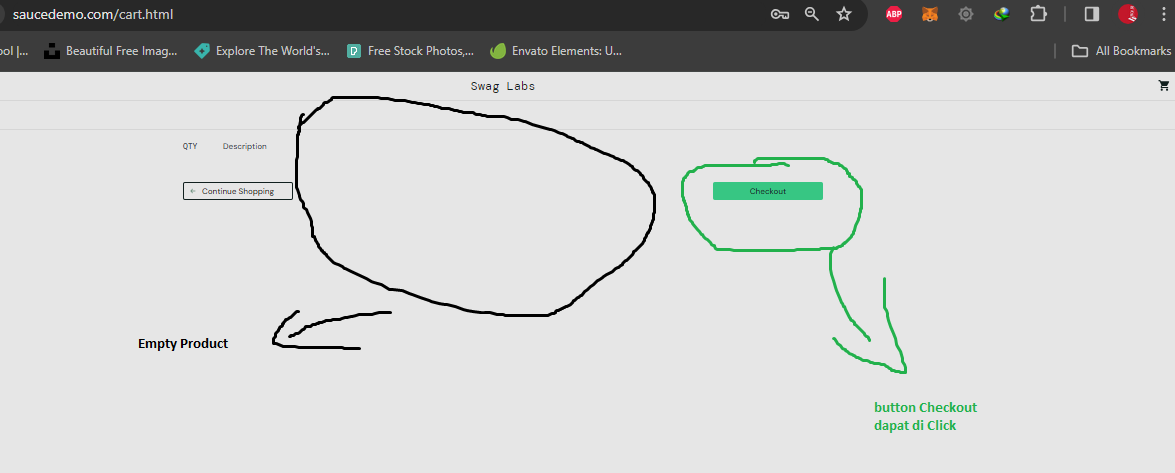 saucedemo.com/cart.html
ABP
ool |...
Beautiful Free Imag...
Explore The World's...
Free Stock Photos,...
Envato Elements: U...
All Bookmarks
Swag Labs
QTY
Description
← Continue Shopping
Checkout
Empty Product
button Checkout
dapat di Click